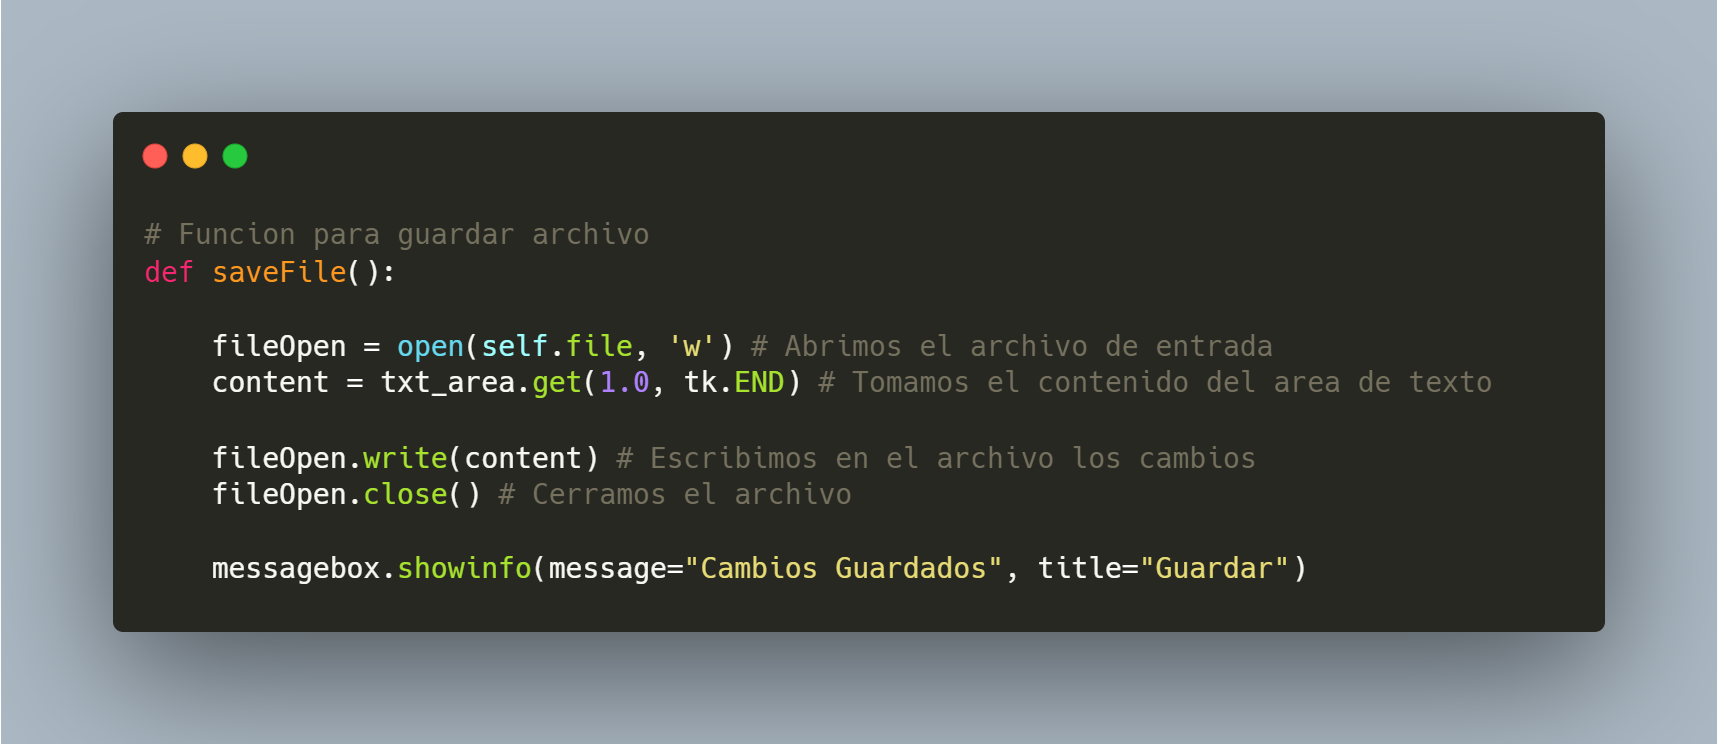 # Funcion para guardar archivo
def saveFile():
    fileOpen = open(self.file, 'w') # Abrimos el archivo de entrada
    content = txt_area.get(1.0, tk.END) # Tomamos el contenido del area de texto
    fileOpen.write(content) # Escribimos en el archivo los cambios
    fileOpen.close() # Cerramos el archivo
    messagebox.showinfo(message="Cambios Guardados", title="Guardar")